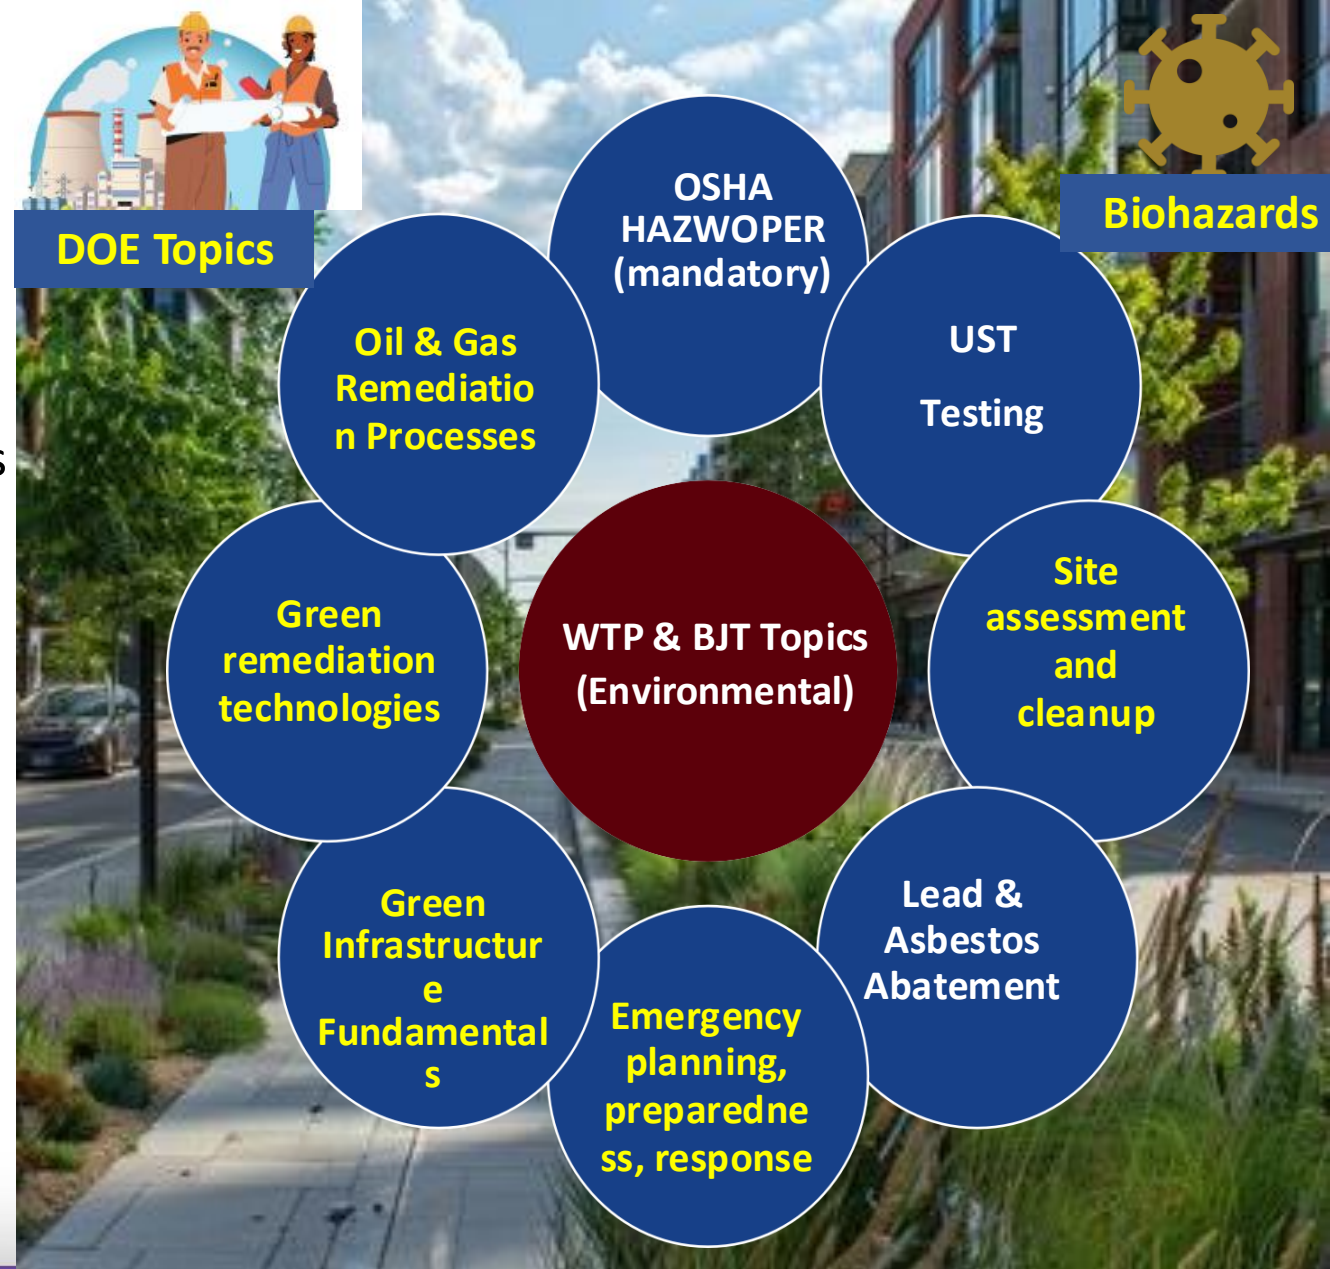 DOE Topics
Biohazards
OSHA
HAZWOPER
(mandatory)
UST
Testing
Site
assessment
and
cleanup
Lead &
Asbestos
Abatement
Emergency
planning,
preparedne
ss, response
Green
Infrastructur
e
Fundamental
s
Green
remediation
technologies
Oil & Gas
Remediatio
n Processes
WTP & BJT Topics
(Environmental)
s